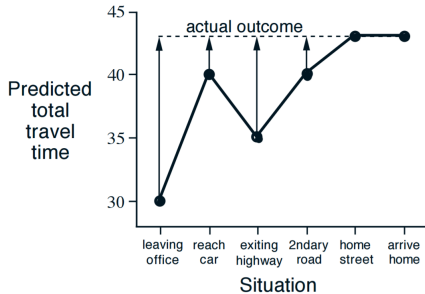 45
actual outcome
40
Predicted
total
travel
time
35
30
leaving
office
reach
car
exiting
highway
2ndary
road
home
street
arrive
home
Situation